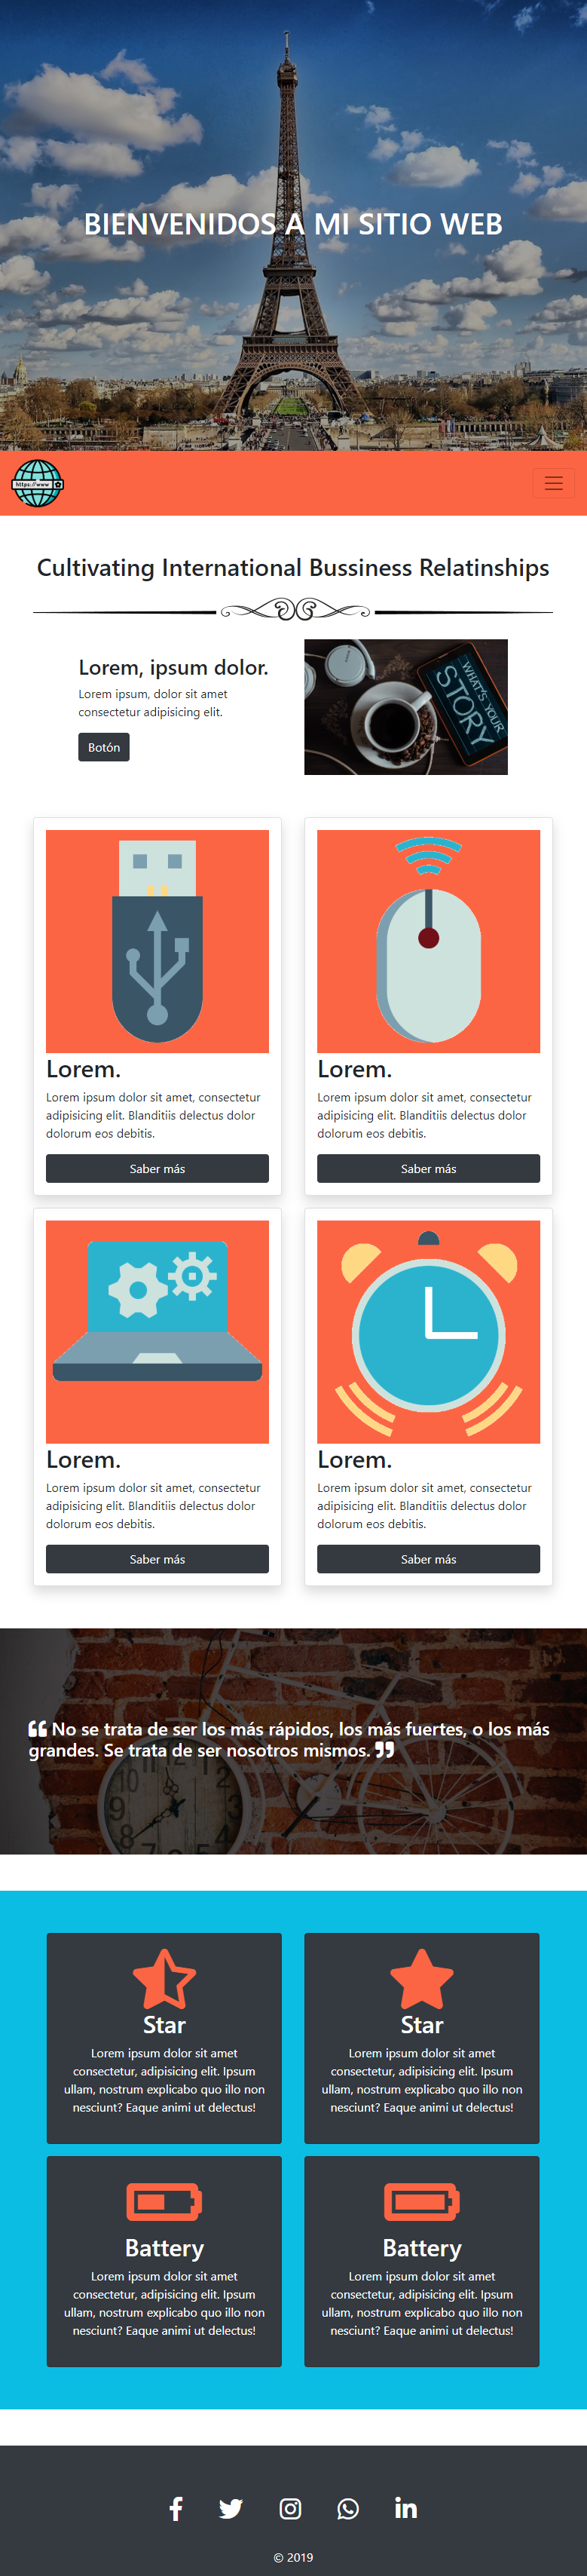 BIENVENIDOS A MI SITIO WEB
https://www
Cultivating International Bussiness Relatinships
Lorem, ipsum dolor.
Lorem ipsum, dolor sit amet
consectetur adipisicing elit.
Botón
WHAT'S YOUR
STORY
Lorem.
Lorem ipsum dolor sit amet, consectetur
adipisicing elit. Blanditiis delectus dolor
dolorum eos debitis.
Saber más
Lorem.
Lorem ipsum dolor sit amet, consectetur
adipisicing elit. Blanditiis delectus dolor
dolorum eos debitis.
Saber más
Lorem.
Lorem ipsum dolor sit amet, consectetur
adipisicing elit. Blanditiis delectus dolor
dolorum eos debitis.
Saber más
Lorem.
Lorem ipsum dolor sit amet, consectetur
adipisicing elit. Blanditiis delectus dolor
dolorum eos debitis.
Saber más
❝ No se trata de ser los más rápidos, los más fuertes, o los más
grandes. Se trata de ser nosotros mismos. ❞
Star
Lorem ipsum dolor sit amet
consectetur, adipisicing elit. Ipsum
ullam, nostrum explicabo quo illo non
nesciunt? Eaque animi ut delectus!
Star
Lorem ipsum dolor sit amet
consectetur, adipisicing elit. Ipsum
ullam, nostrum explicabo quo illo non
nesciunt? Eaque animi ut delectus!
Battery
Lorem ipsum dolor sit amet
consectetur, adipisicing elit. Ipsum
ullam, nostrum explicabo quo illo non
nesciunt? Eaque animi ut delectus!
Battery
Lorem ipsum dolor sit amet
consectetur, adipisicing elit. Ipsum
ullam, nostrum explicabo quo illo non
nesciunt? Eaque animi ut delectus!
© 2019